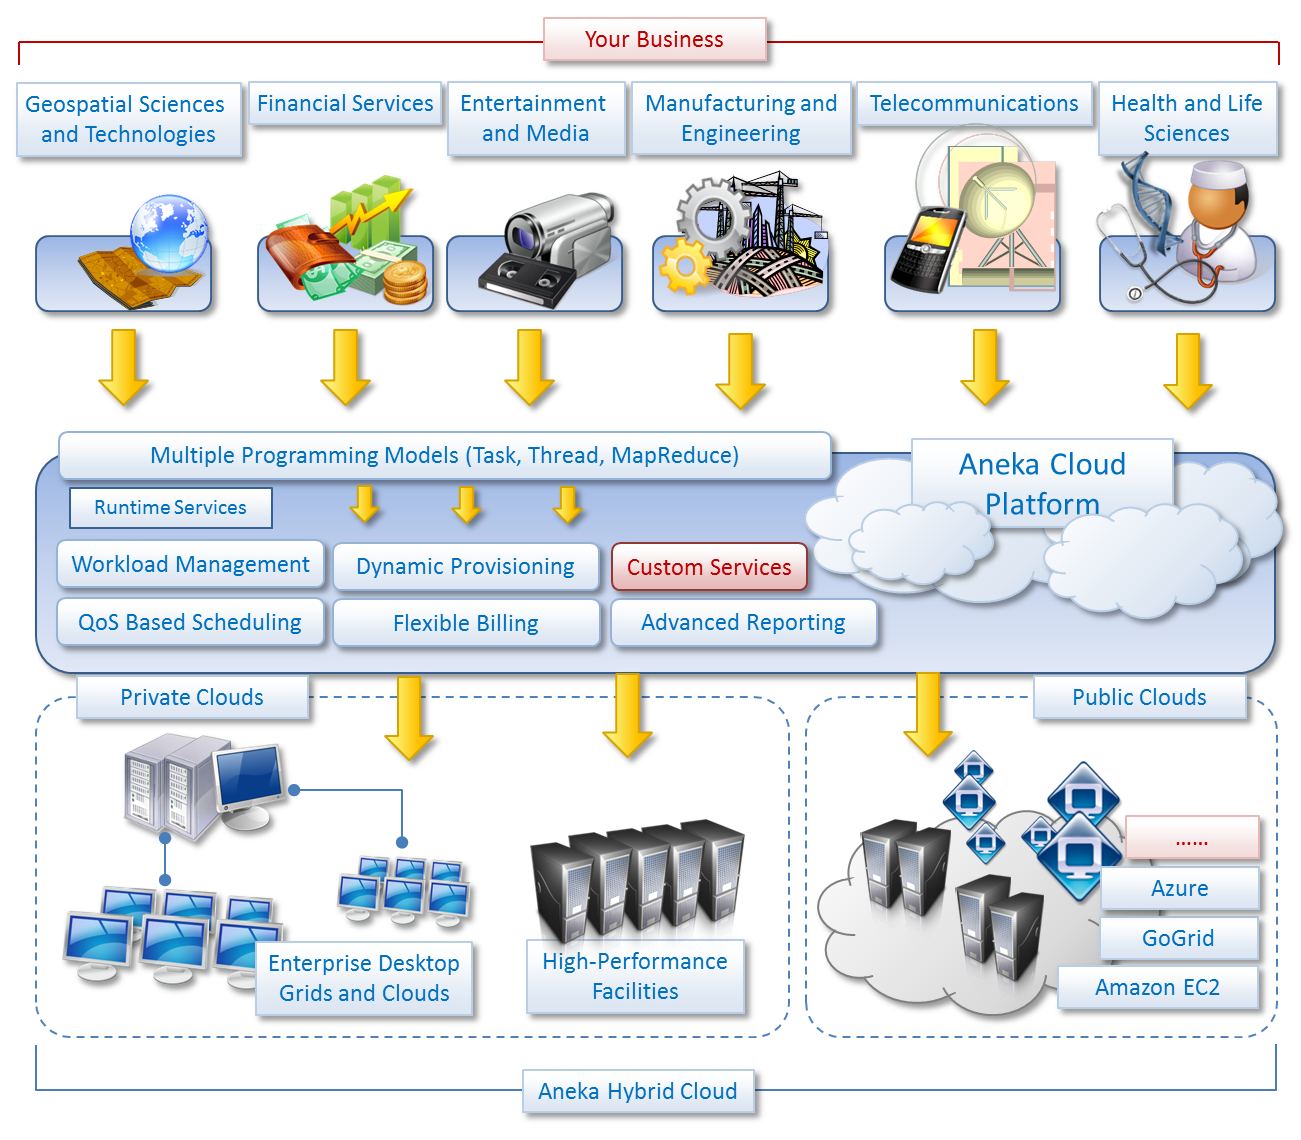 Your Business
Geospatial Sciences
and Technologies
Financial Services
Entertainment
and Media
Manufacturing and
Engineering
Telecommunications
Health and Life
Sciences
Multiple Programming Models (Task, Thread, MapReduce)
Aneka Cloud
Platform
Runtime Services
Workload Management
Dynamic Provisioning
Custom Services
QoS Based Scheduling
Flexible Billing
Advanced Reporting
Private Clouds
Public Clouds
......
Azure
GoGrid
Amazon EC2
Enterprise Desktop
Grids and Clouds
High-Performance
Facilities
Aneka Hybrid Cloud